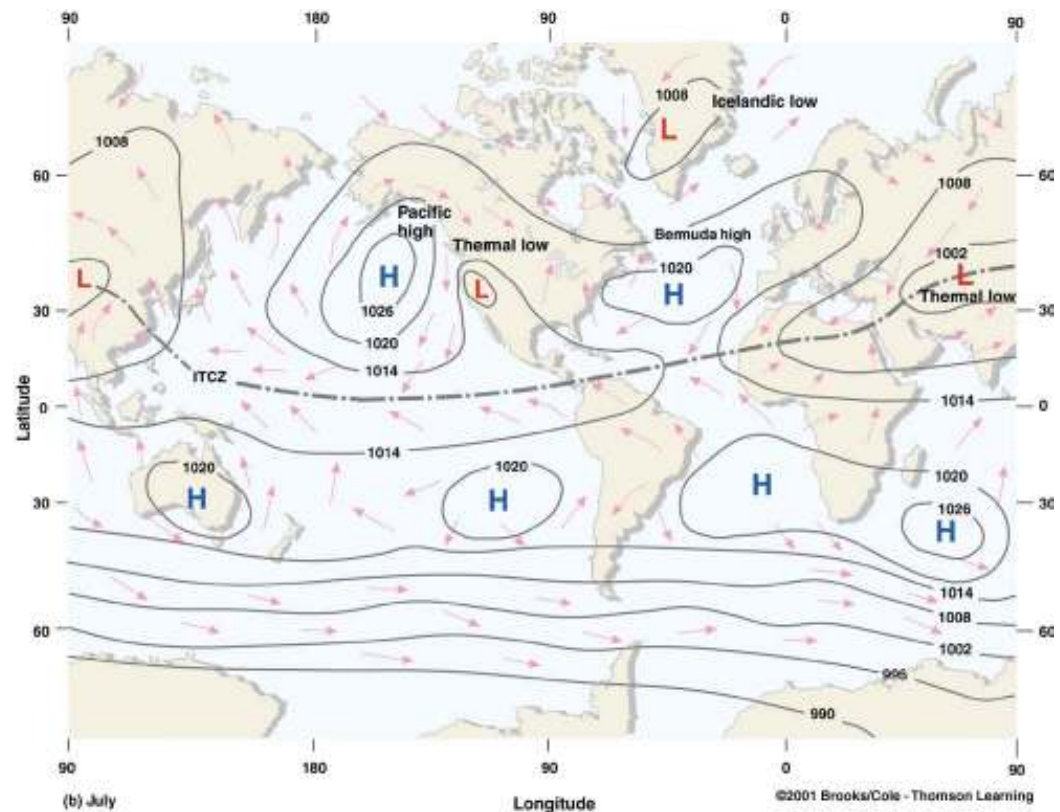 90
180
90
0
90
1008
Icelandic low
1008
1008
60
60
Pacific
high
Bermuda high
Thermal low
1020
1002
H
H
L
L
L
L
Thermal low
30
30
1026
1020
1014
ITCZ
Latitude
0
0
1014
1014
1020
1020
1020
H
H
H
30
30
1026
H
1014
1008
60
60
1002
996
990
90
180
90
0
90
(b) July
Longitude
©2001 Brooks/Cole - Thomson Learning